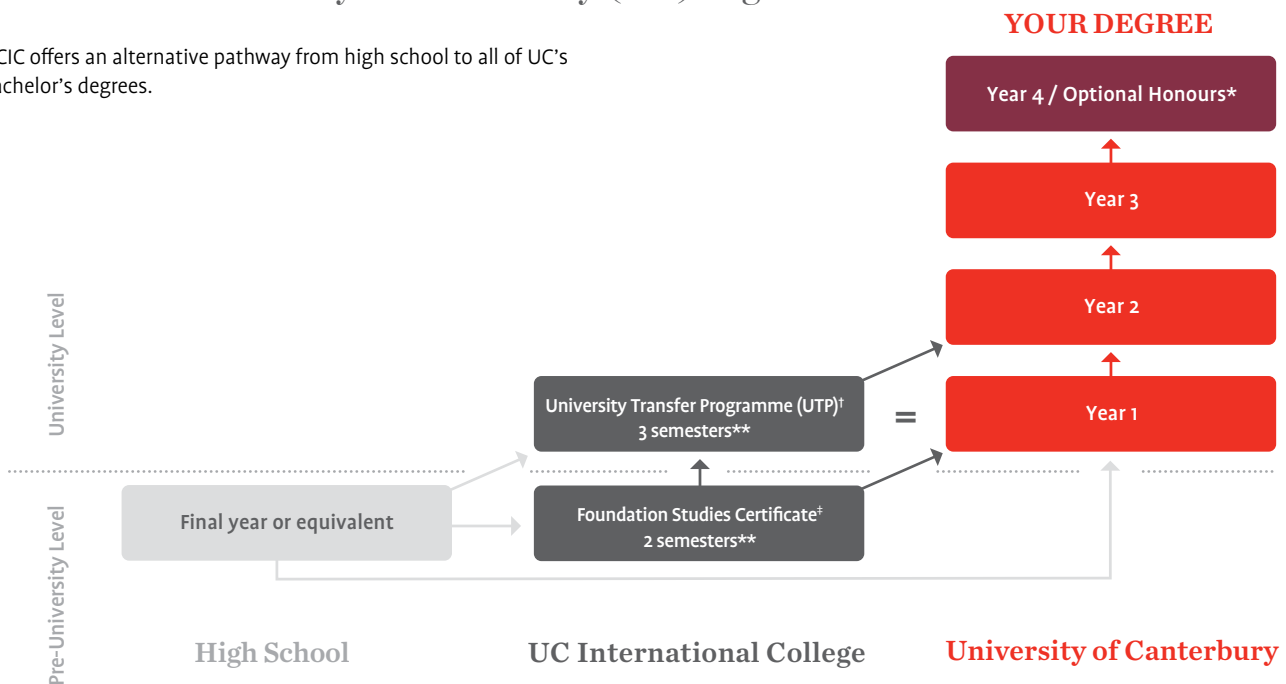 YOUR DEGREE
CIC offers an alternative pathway from high school to all of UC’s
achelor’s degrees.
Year 4 / Optional Honours*
Year 3
Year 2
University Level
University Transfer Programme (UTP)†
3 semesters**
=
Year 1
Final year or equivalent
Foundation Studies Certificate‡
2 semesters**
Pre-University Level
High School
UC International College
University of Canterbury